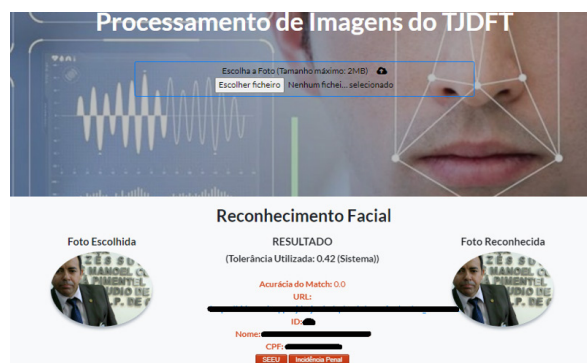 Processamento de Imagens do TJDFT
Escolha a Foto (Tamanho máximo: 2MB)
Escolher ficheiro Nenhum fichei... selecionado
Reconhecimento Facial
Foto Escolhida
RESULTADO
Foto Reconhecida
(Tolerância Utilizada: 0.42 (Sistema))
Acurácia do Match: 0.0
URL:
ID:
Nome:
CPF:
SEEU Incidência Penal